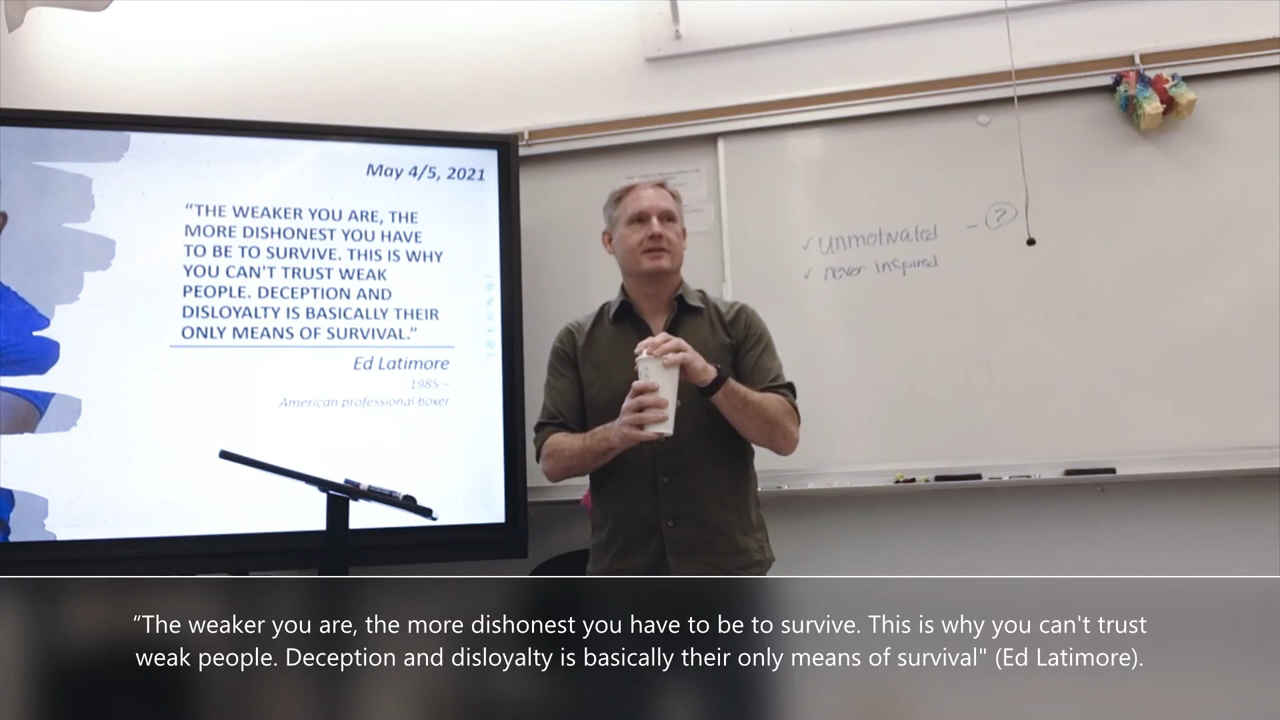 May 4/5, 2021
“THE WEAKER YOU ARE, THE
MORE DISHONEST YOU HAVE
TO BE TO SURVIVE. THIS IS WHY
YOU CAN'T TRUST WEAK
PEOPLE. DECEPTION AND
DISLOYALTY IS BASICALLY THEIR
ONLY MEANS OF SURVIVAL.”
Ed Latimore
1985 –
American professional boxer
✓ unmotivated – ?
✓ never inspired
“The weaker you are, the more dishonest you have to be to survive. This is why you can't trust
weak people. Deception and disloyalty is basically their only means of survival" (Ed Latimore).